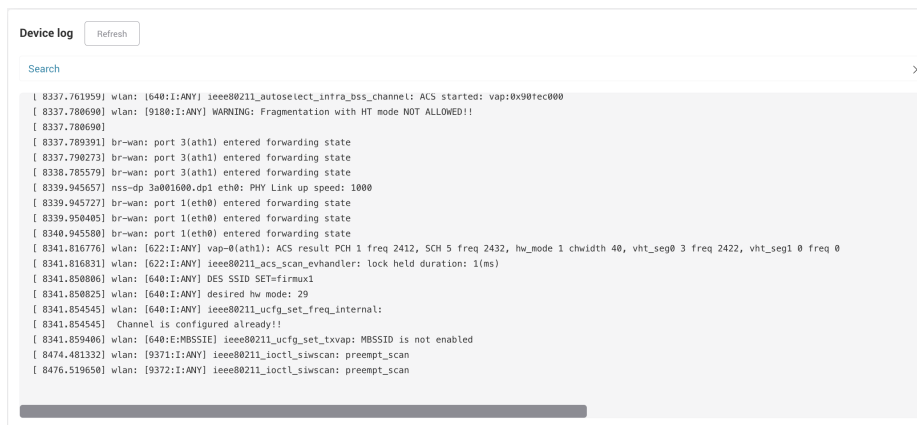 Device log
Refresh
Search
[ 8337.761959] wlan: [640:I:ANY] ieee80211_autoselect_infra_bss_channel: ACS started: vap:0x90fec000
[ 8337.780690] wlan: [9180:I:ANY] WARNING: Fragmentation with HT mode NOT ALLOWED!!
[ 8337.780690]
[ 8337.789391] br-wan: port 3(ath1) entered forwarding state
[ 8337.790273] br-wan: port 3(ath1) entered forwarding state
[ 8338.785579] br-wan: port 3(ath1) entered forwarding state
[ 8339.945657] nss-dp 3a001600.dp1 eth0: PHY Link up speed: 1000
[ 8339.945727] br-wan: port 1(eth0) entered forwarding state
[ 8339.950405] br-wan: port 1(eth0) entered forwarding state
[ 8340.945580] br-wan: port 1(eth0) entered forwarding state
[ 8341.816776] wlan: [622:I:ANY] vap-0(ath1): ACS result PCH 1 freq 2412, SCH 5 freq 2432, hw_mode 1 chwidth 40, vht_seg0 3 freq 2422, vht_seg1 0 freq 0
[ 8341.816831] wlan: [622:I:ANY] ieee80211_acs_scan_evhandler: lock held duration: 1(ms)
[ 8341.850806] wlan: [640:I:ANY] DES SSID SET=firmux1
[ 8341.850825] wlan: [640:I:ANY] desired hw mode: 29
[ 8341.854545] wlan: [640:I:ANY] ieee80211_ucfg_set_freq_internal:
[ 8341.854545]  Channel is configured already!!
[ 8341.859406] wlan: [640:E:MBSSIE] ieee80211_ucfg_set_txvap: MBSSID is not enabled
[ 8474.481332] wlan: [9371:I:ANY] ieee80211_ioctl_siwscan: preempt_scan
[ 8476.519650] wlan: [9372:I:ANY] ieee80211_ioctl_siwscan: preempt_scan